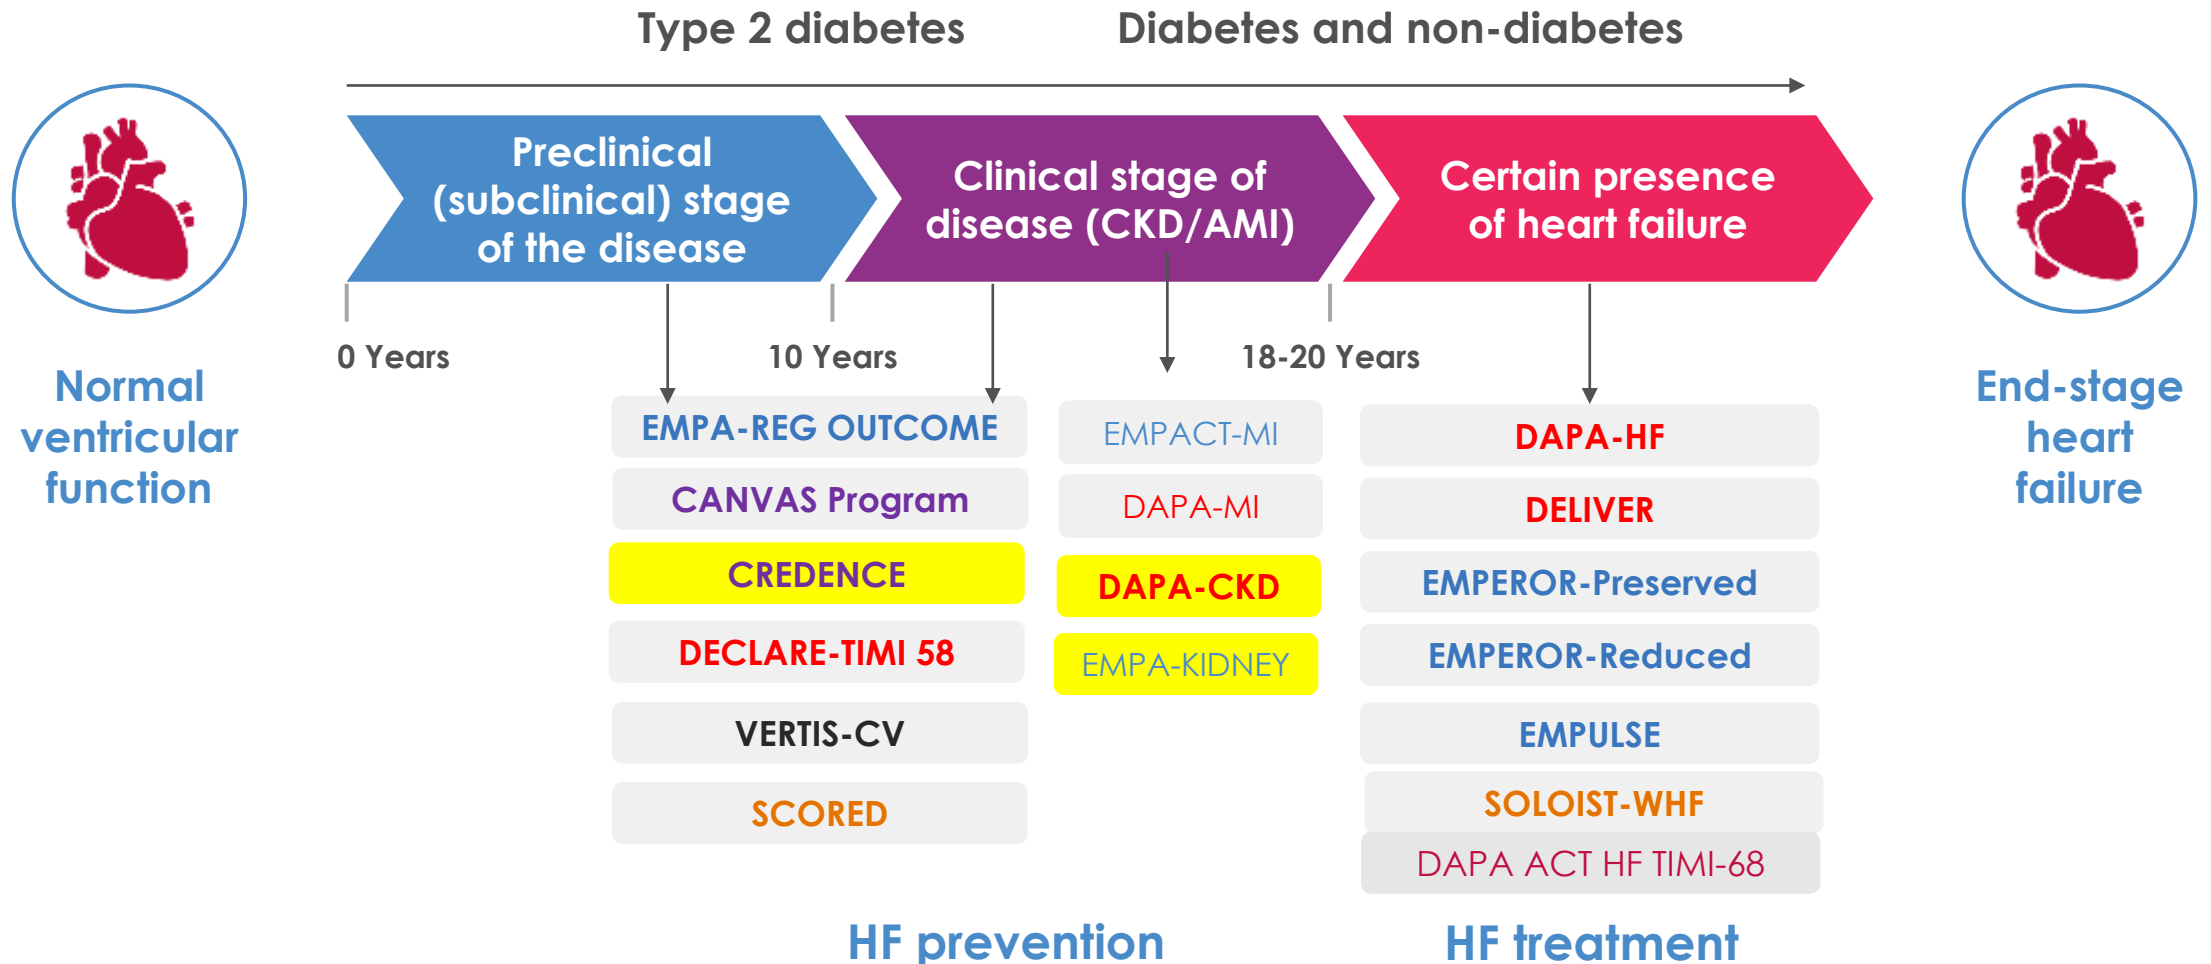 Type 2 diabetes
Diabetes and non-diabetes
Preclinical
(subclinical) stage
of the disease
Clinical stage of
disease (CKD/AMI)
Certain presence
of heart failure
0 Years
10 Years
18-20 Years
Normal
ventricular
function
End-stage
heart
failure
EMPA-REG OUTCOME
CANVAS Program
CREDENCE
DECLARE-TIMI 58
VERTIS-CV
SCORED
EMPACT-MI
DAPA-MI
DAPA-CKD
EMPA-KIDNEY
DAPA-HF
DELIVER
EMPEROR-Preserved
EMPEROR-Reduced
EMPULSE
SOLOIST-WHF
DAPA ACT HF TIMI-68
HF prevention
HF treatment